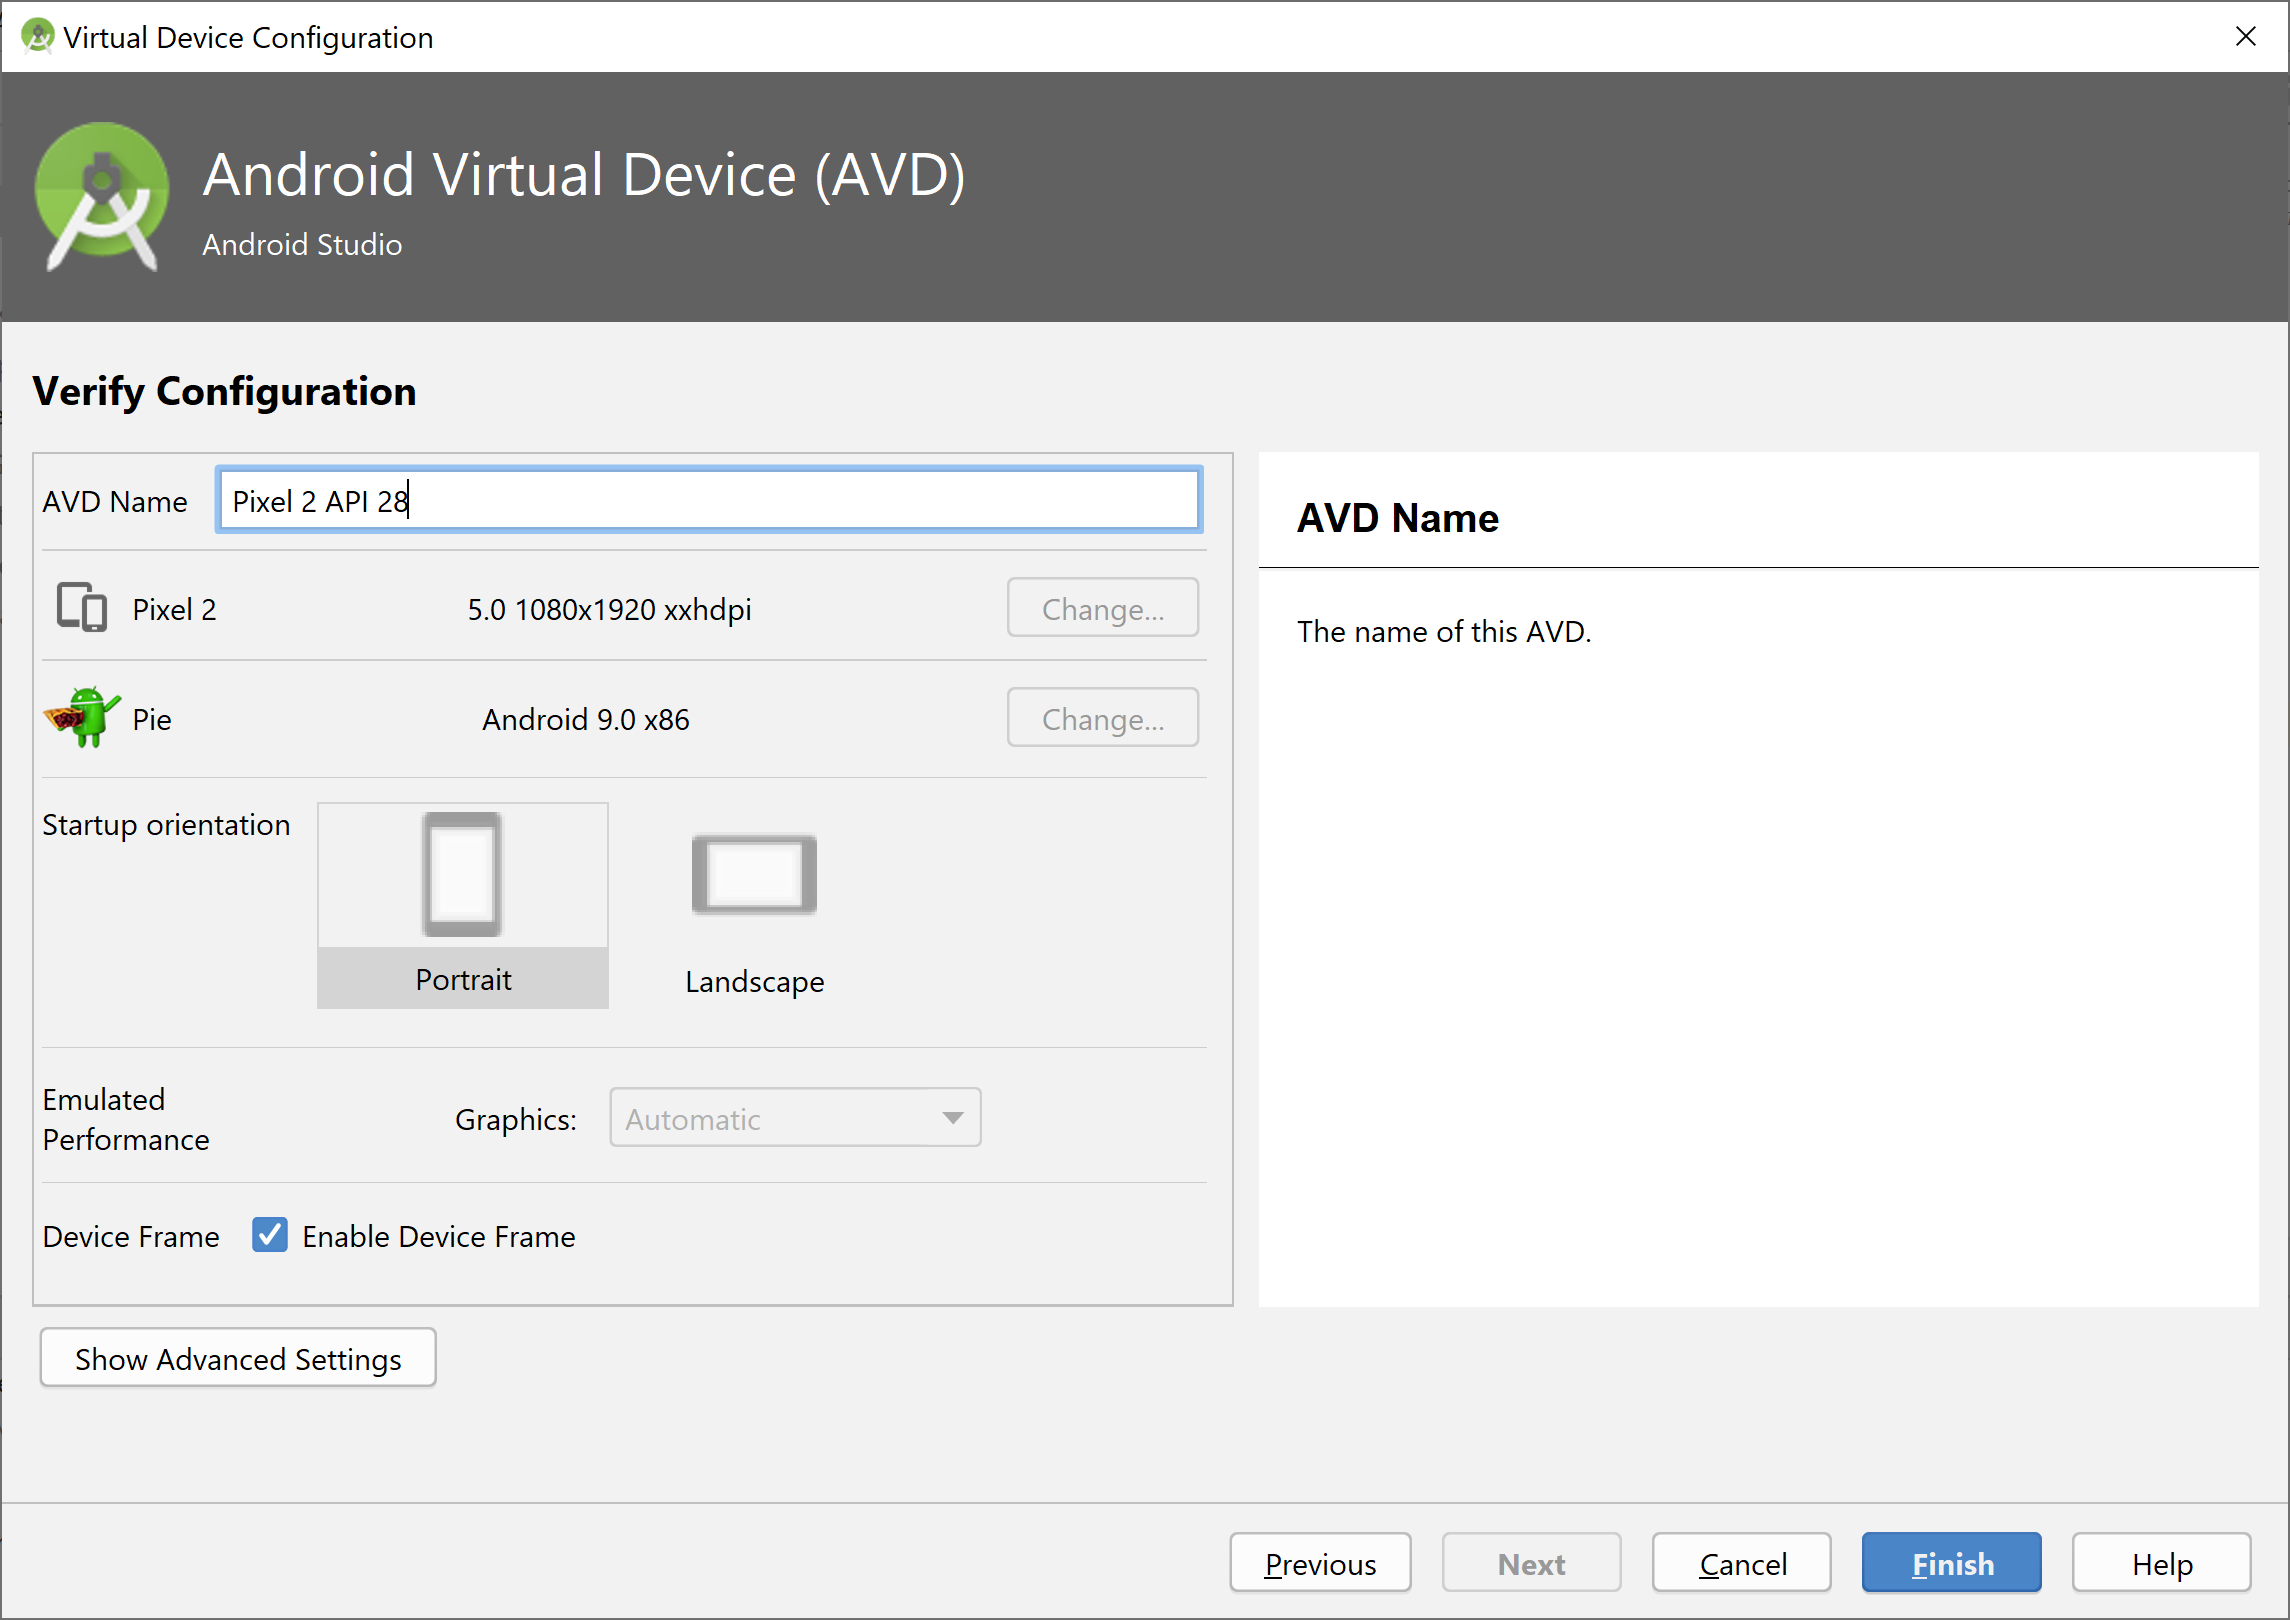 Virtual Device Configuration
Android Virtual Device (AVD)
Android Studio
Verify Configuration
AVD Name
Pixel 2 API 28
Pixel 2
5.0 1080x1920 xxhdpi
Change...
Pie
Android 9.0 x86
Change...
Startup orientation
Portrait
Landscape
Emulated
Performance
Graphics:
Automatic
Device Frame
Enable Device Frame
AVD Name
The name of this AVD.
Show Advanced Settings
Previous
Next
Cancel
Finish
Help